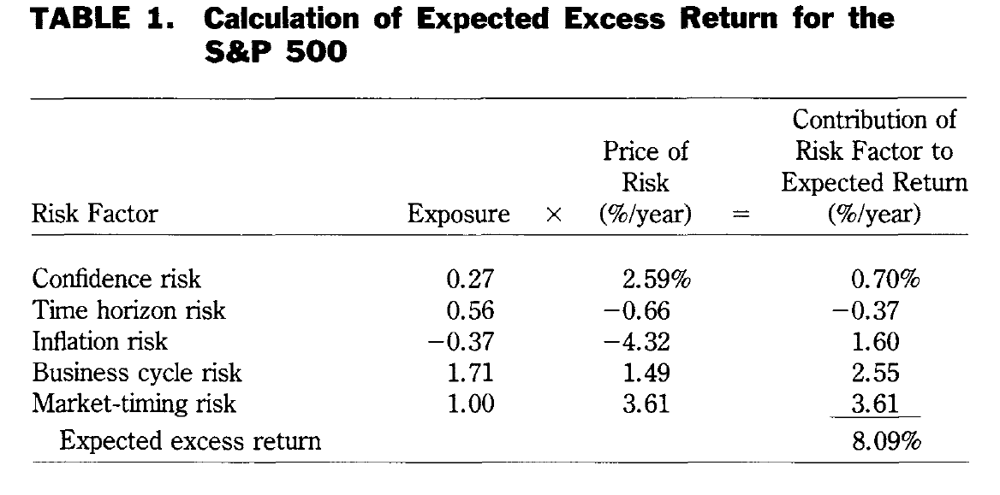 TABLE 1. Calculation of Expected Excess Return for the
S&P 500
Contribution of
Price of Risk Factor to
Risk Expected Return
Risk Factor Exposure × (%/year) = (%/year)
Confidence risk 0.27 2.59% 0.70%
Time horizon risk 0.56 −0.66 −0.37
Inflation risk −0.37 −4.32 1.60
Business cycle risk 1.71 1.49 2.55
Market-timing risk 1.00 3.61 3.61
Expected excess return 8.09%